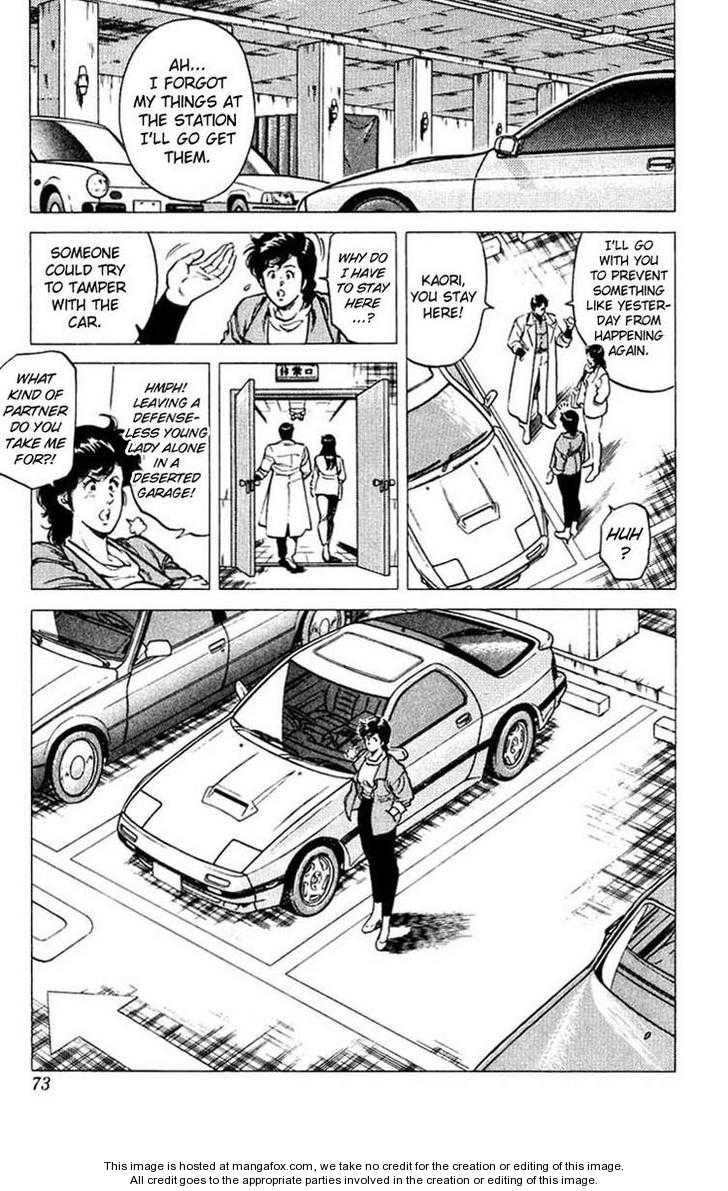 AH...
I FORGOT
MY THINGS AT
THE STATION
I'LL GO GET
THEM.
I'LL GO
WITH YOU
TO PREVENT
SOMETHING
LIKE YESTER-
DAY FROM
HAPPENING
AGAIN.
KAORI,
YOU STAY
HERE!
HUH
?
WHY DO
I HAVE
TO STAY
HERE
...?
SOMEONE
COULD TRY
TO TAMPER
WITH THE
CAR.
HMPH!
LEAVING A
DEFENSE-
LESS YOUNG
LADY ALONE
IN A
DESERTED
GARAGE!
WHAT
KIND OF
PARTNER
DO YOU
TAKE ME
FOR?!
73
This image is hosted at mangafox.com, we take no credit for the creation or editing of this image.
All credit goes to the appropriate parties involved in the creation or editing of this image.